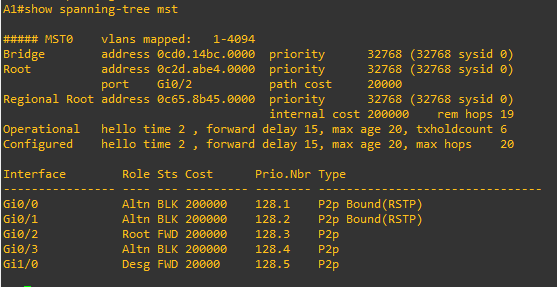 A1#show spanning-tree mst
##### MST0 vlans mapped: 1-4094
Bridge address 0cd0.14bc.0000 priority 32768 (32768 sysid 0)
Root address 0c2d.abe4.0000 priority 32768 (32768 sysid 0)
port Gi0/2 path cost 20000
Regional Root address 0c65.8b45.0000 priority 32768 (32768 sysid 0)
internal cost 200000 rem hops 19
Operational hello time 2 , forward delay 15, max age 20, txholdcount 6
Configured hello time 2 , forward delay 15, max age 20, max hops 20
Interface Role Sts Cost Prio.Nbr Type
---------------- ---- --- --------- -------- --------------------------------
Gi0/0 Altn BLK 200000 128.1 P2p Bound(RSTP)
Gi0/1 Altn BLK 200000 128.2 P2p Bound(RSTP)
Gi0/2 Root FWD 200000 128.3 P2p
Gi0/3 Altn BLK 200000 128.4 P2p
Gi1/0 Desg FWD 20000 128.5 P2p